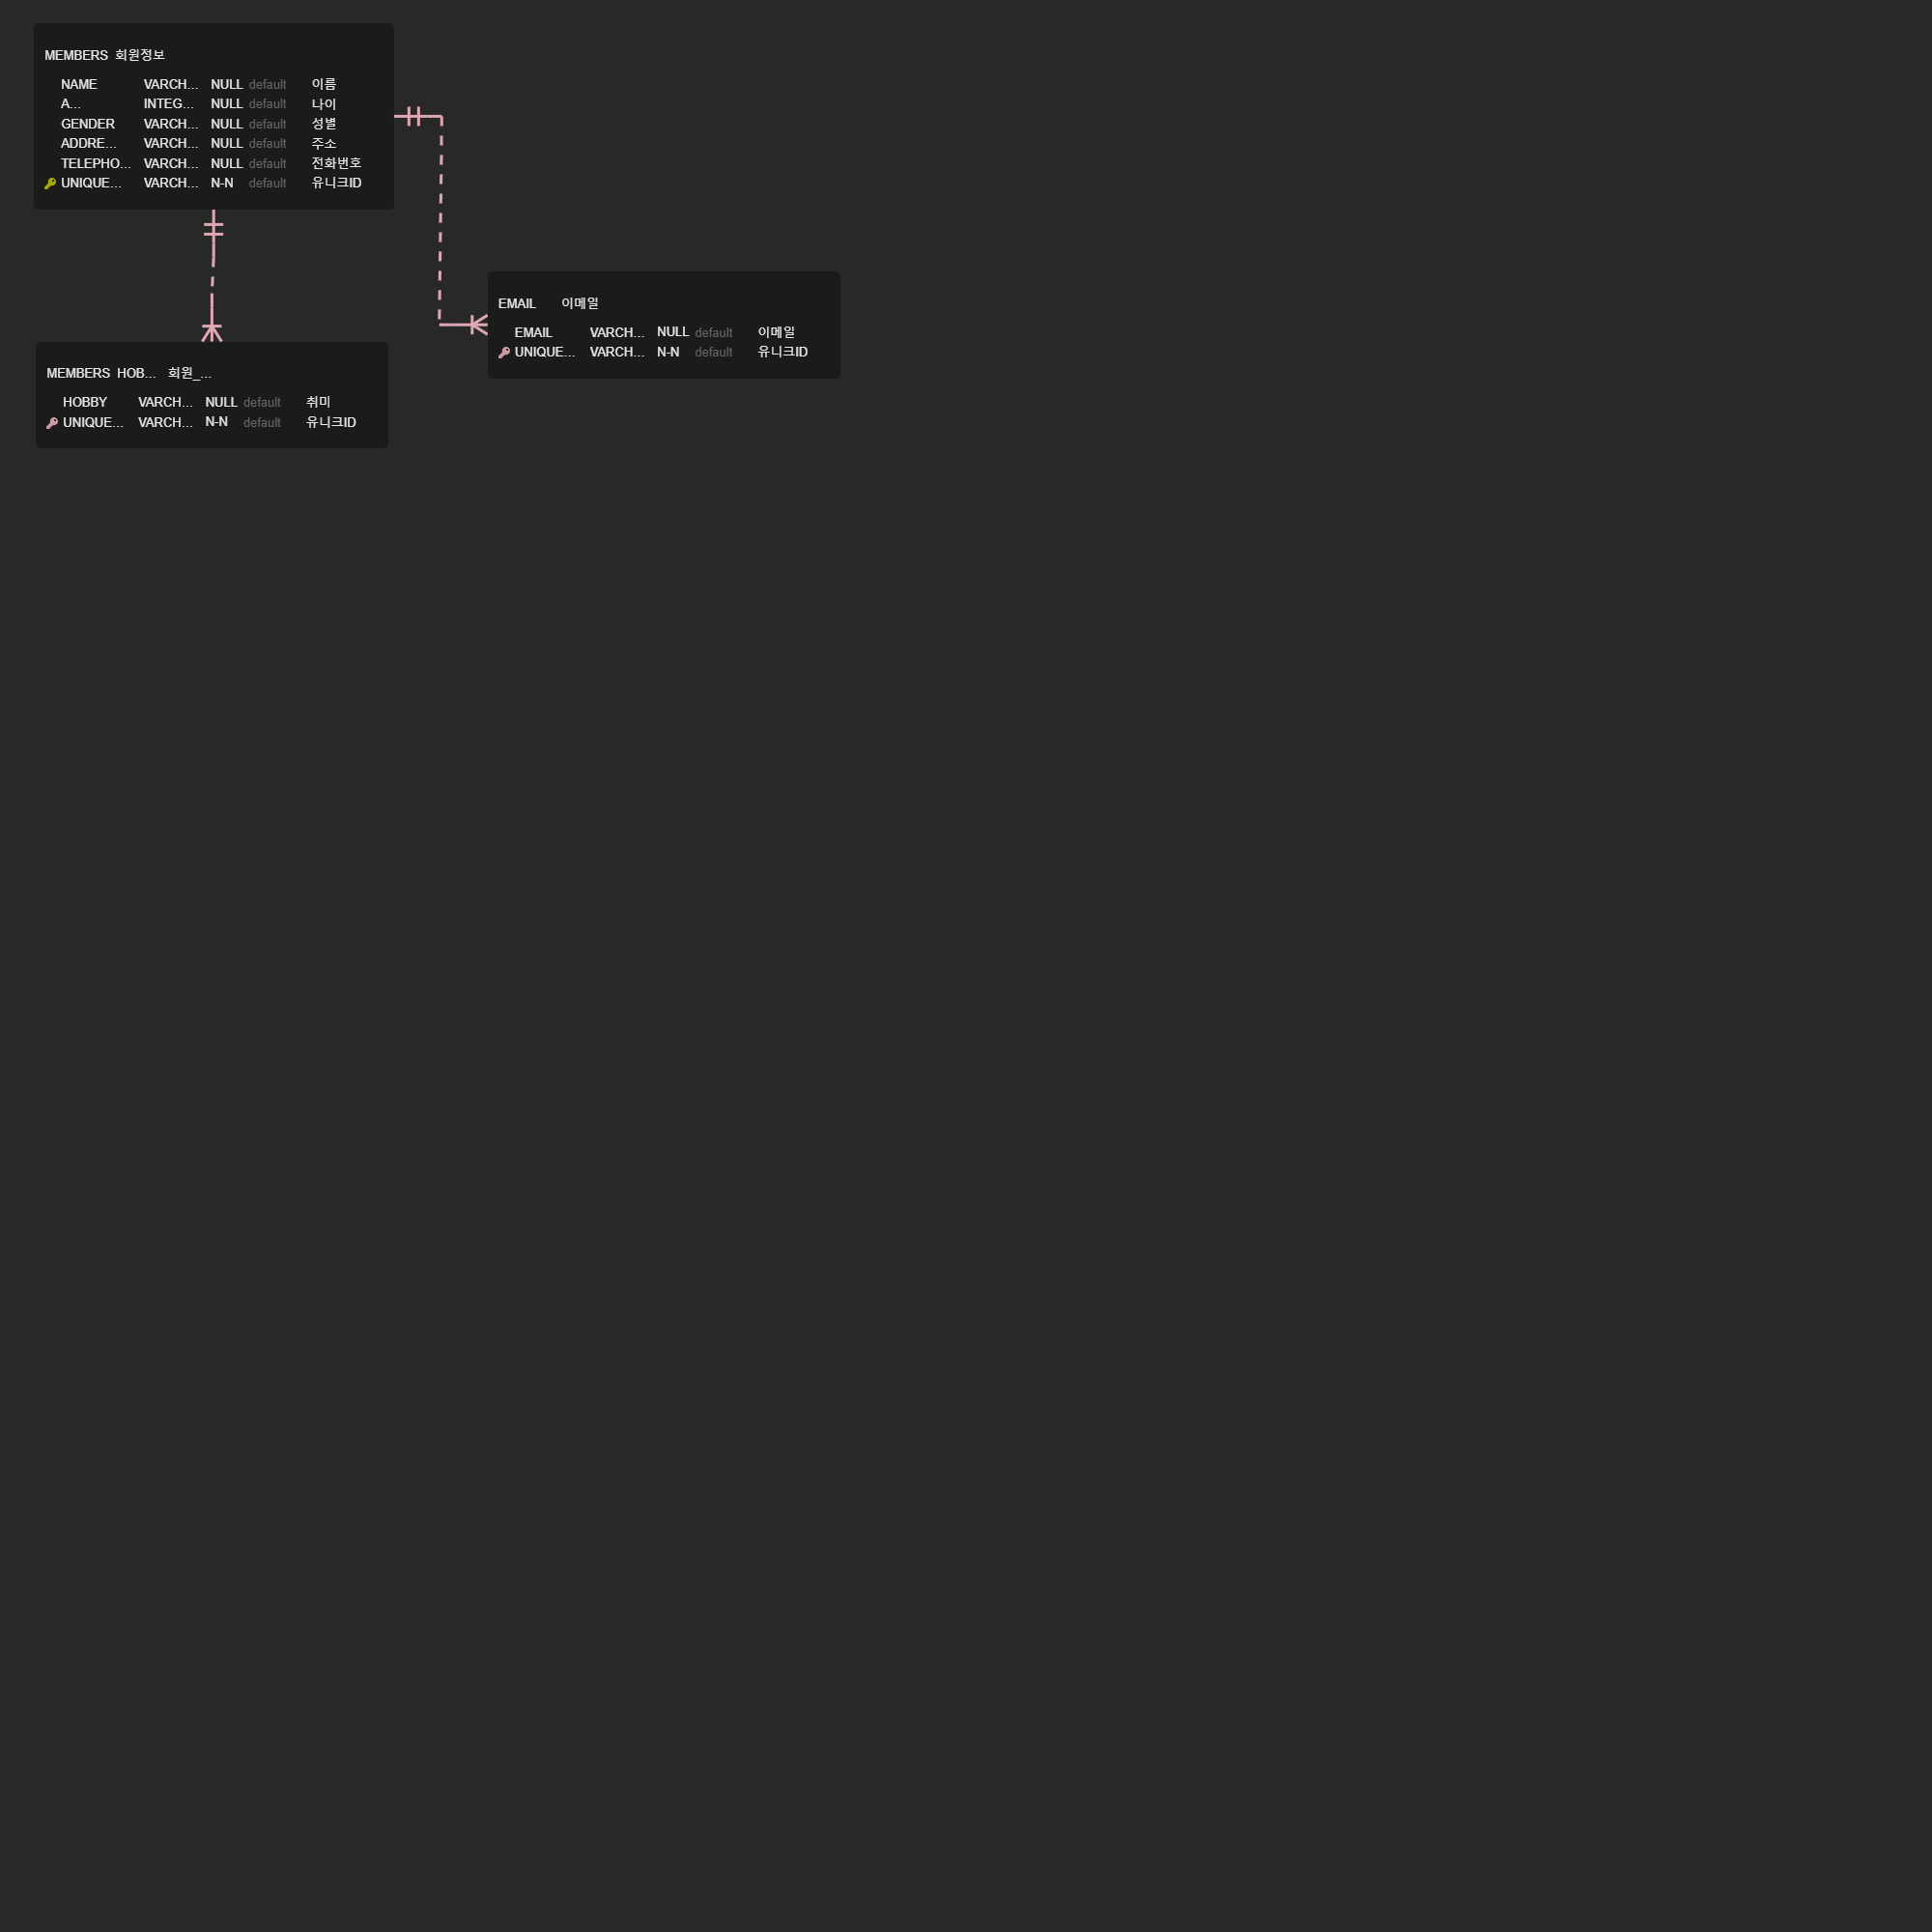 MEMBERS 회원정보
NAME VARCH... NULL default 이름
A... INTEG... NULL default 나이
GENDER VARCH... NULL default 성별
ADDRE... VARCH... NULL default 주소
TELEPHO... VARCH... NULL default 전화번호
UNIQUE... VARCH... N-N default 유니크ID
EMAIL 이메일
EMAIL VARCH... NULL default 이메일
UNIQUE... VARCH... N-N default 유니크ID
MEMBERS HOB... 회원_...
HOBBY VARCH... NULL default 취미
UNIQUE... VARCH... N-N default 유니크ID